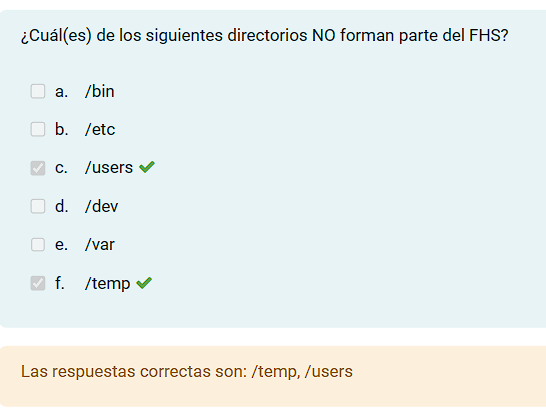 ¿Cuál(es) de los siguientes directorios NO forman parte del FHS?
a. /bin
b. /etc
c. /users
d. /dev
e. /var
f. /temp
Las respuestas correctas son: /temp, /users